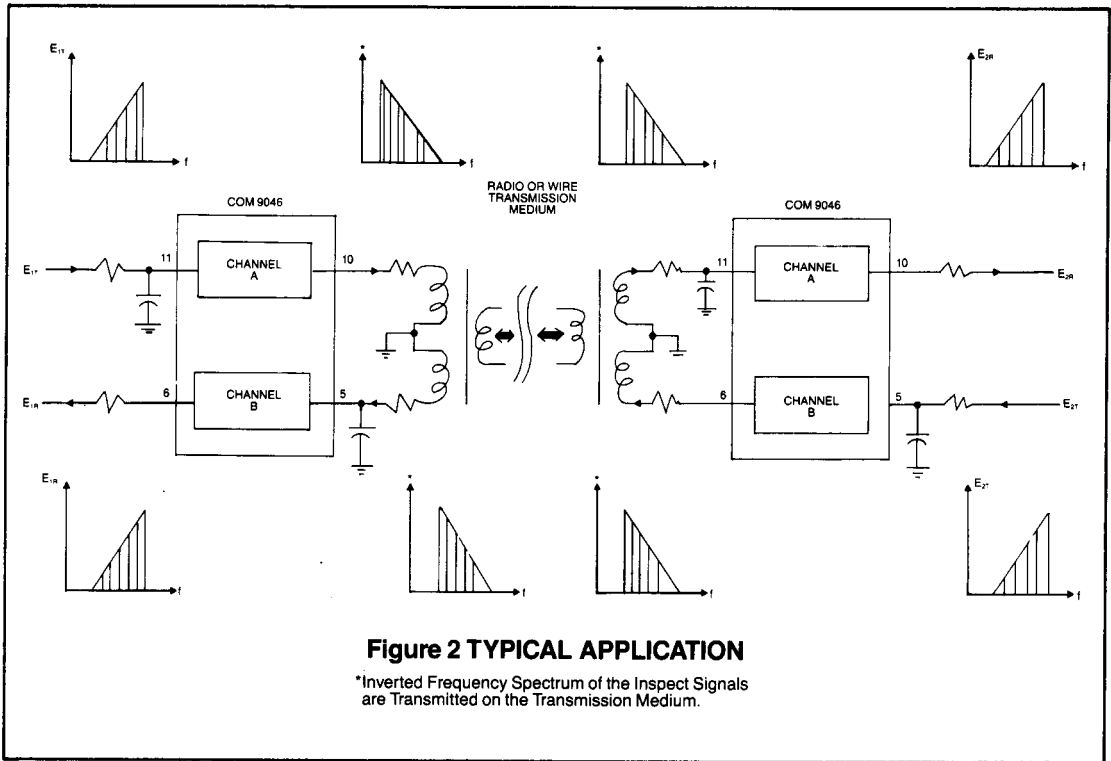 E1T
*
*
E2R
f
f
f
f
RADIO OR WIRE
TRANSMISSION
MEDIUM
COM 9046
COM 9046
E1T
11
CHANNEL
A
10
11
CHANNEL
A
10
E2R
E1R
6
CHANNEL
B
5
6
CHANNEL
B
5
E2T
E1R
*
*
E2T
f
f
f
f
Figure 2 TYPICAL APPLICATION
*Inverted Frequency Spectrum of the Inspect Signals
are Transmitted on the Transmission Medium.